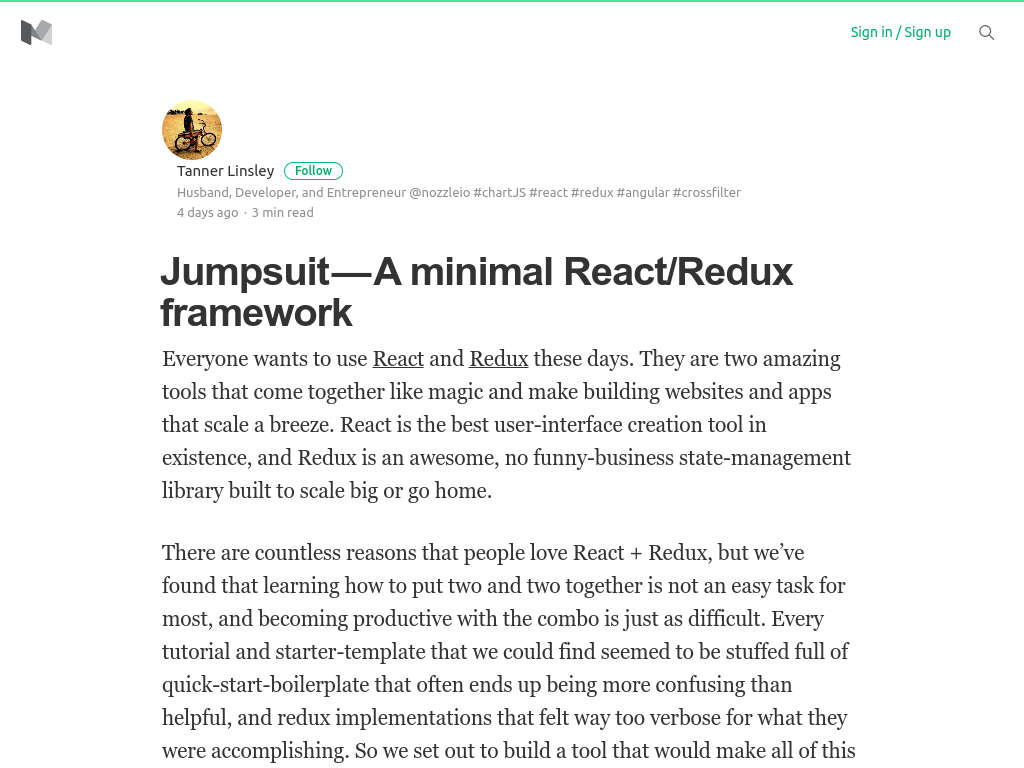 Sign in / Sign up
Tanner Linsley Follow
Husband, Developer, and Entrepreneur @nozzleio #chartJS #react #redux #angular #crossfilter
4 days ago · 3 min read
Jumpsuit — A minimal React/Redux
framework
Everyone wants to use React and Redux these days. They are two amazing
tools that come together like magic and make building websites and apps
that scale a breeze. React is the best user-interface creation tool in
existence, and Redux is an awesome, no funny-business state-management
library built to scale big or go home.
There are countless reasons that people love React + Redux, but we’ve
found that learning how to put two and two together is not an easy task for
most, and becoming productive with the combo is just as difficult. Every
tutorial and starter-template that we could find seemed to be stuffed full of
quick-start-boilerplate that often ends up being more confusing than
helpful, and redux implementations that felt way too verbose for what they
were accomplishing. So we set out to build a tool that would make all of this